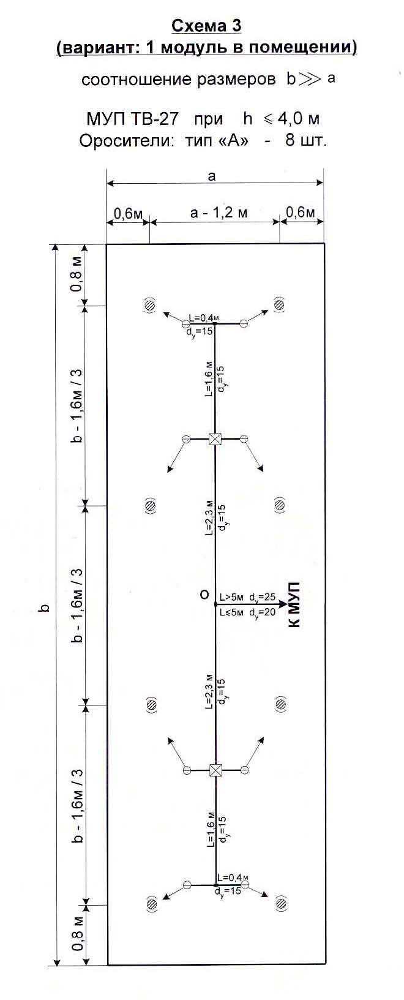 Схема 3
(вариант: 1 модуль в помещении)
соотношение размеров b >> a
МУП ТВ-27 при h ⩽ 4,0 м
Оросители: тип «А» - 8 шт.
a
0,6м
a - 1,2 м
0,6м
0,8 м
L=0,4м
dy=15
L=1,6 м
dy=15
b - 1,6м / 3
L=2,3 м
dy=15
b - 1,6м / 3
b
O
L>5м dy=25
L⩽5м dy=20
К МУП
L=2,3 м
dy=15
b - 1,6м / 3
L=1,6 м
dy=15
L=0,4м
dy=15
0,8 м